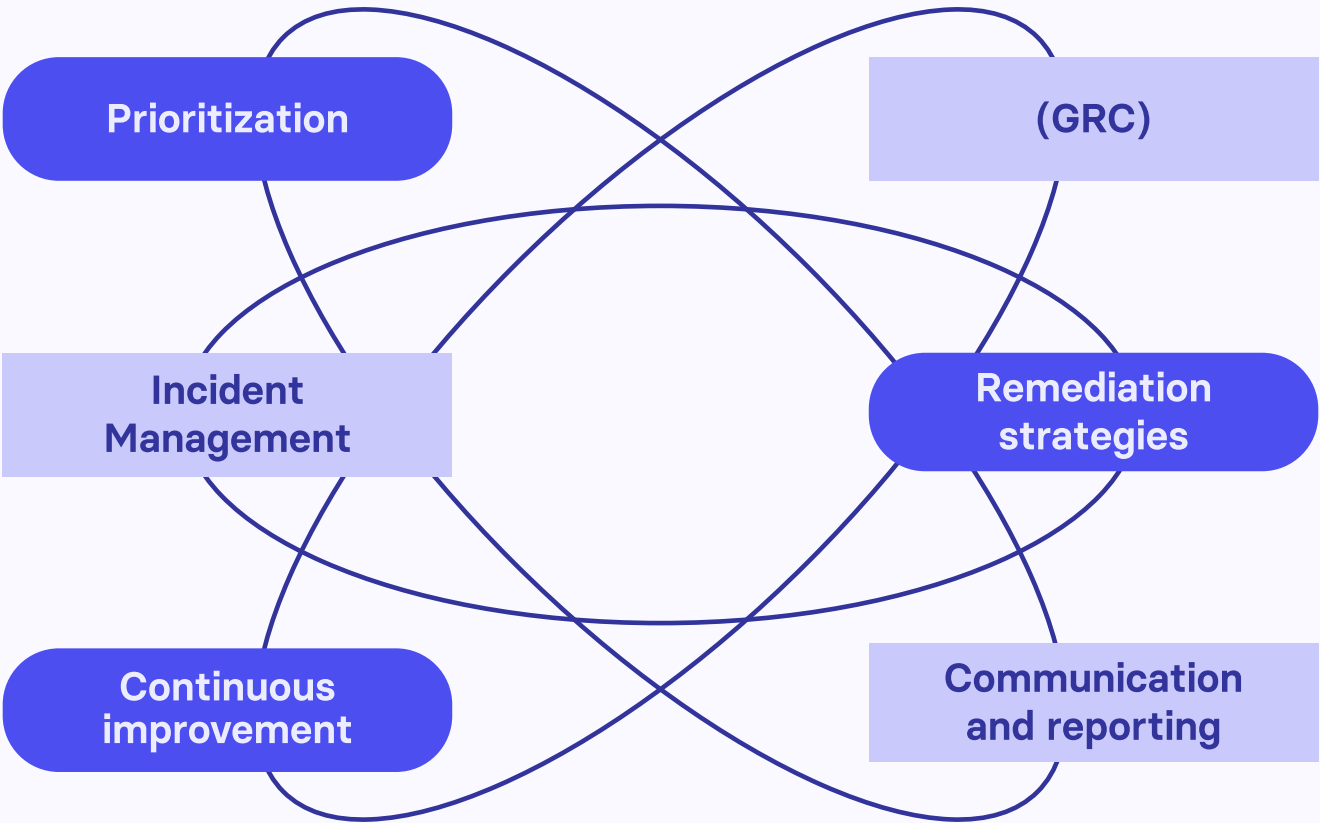 Prioritization
(GRC)
Incident
Management
Remediation
strategies
Continuous
improvement
Communication
and reporting